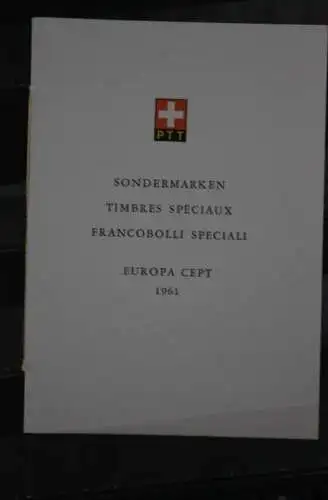 PTT
SONDERMARKEN
TIMBRES SPÉCIAUX
FRANCOBOLLI SPECIALI
EUROPA CEPT
1961